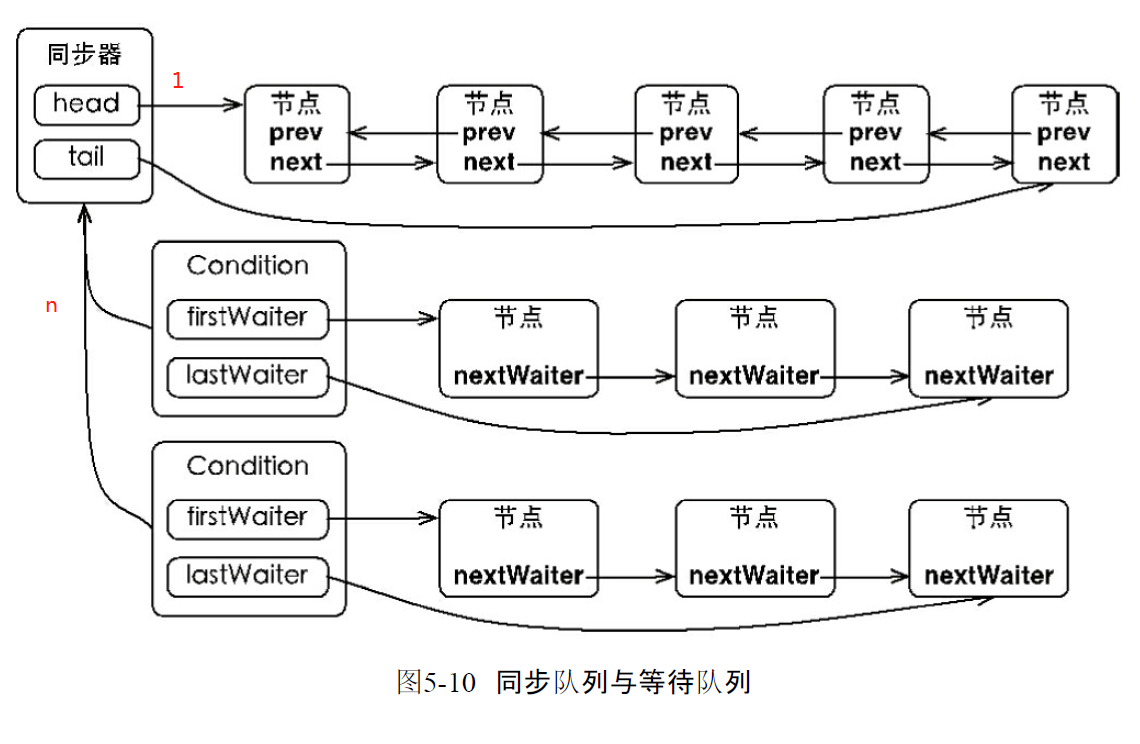 同步器
head
tail
1
节点
prev
next
节点
prev
next
节点
prev
next
节点
prev
next
节点
prev
next
n
Condition
firstWaiter
lastWaiter
节点
nextWaiter
节点
nextWaiter
节点
nextWaiter
Condition
firstWaiter
lastWaiter
节点
nextWaiter
节点
nextWaiter
节点
nextWaiter
图5-10 同步队列与等待队列